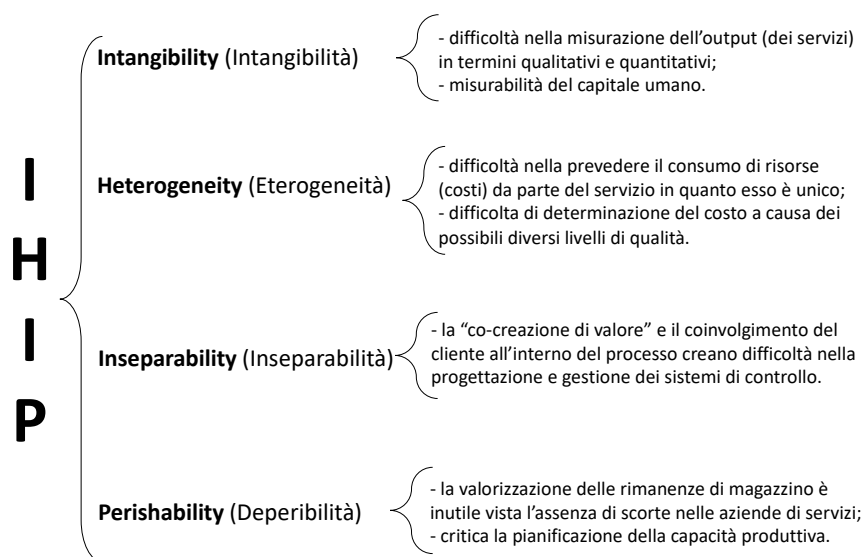 I
H
I
P
Intangibility (Intangibilità)
- difficoltà nella misurazione dell'output (dei servizi)
in termini qualitativi e quantitativi;
- misurabilità del capitale umano.
Heterogeneity (Eterogeneità)
- difficoltà nella prevedere il consumo di risorse
(costi) da parte del servizio in quanto esso è unico;
- difficolta di determinazione del costo a causa dei
possibili diversi livelli di qualità.
Inseparability (Inseparabilità)
- la “co-creazione di valore” e il coinvolgimento del
cliente all'interno del processo creano difficoltà nella
progettazione e gestione dei sistemi di controllo.
Perishability (Deperibilità)
- la valorizzazione delle rimanenze di magazzino è
inutile vista l'assenza di scorte nelle aziende di servizi;
- critica la pianificazione della capacità produttiva.